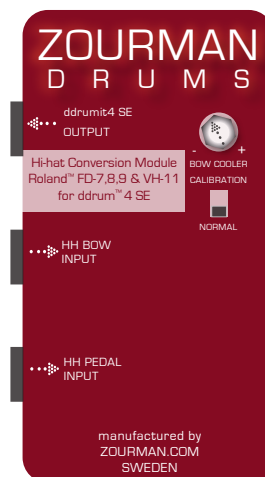 ZOURMAN
DRUMS
ddrumit4 SE
OUTPUT
- +
BOW COOLER
CALIBRATION
NORMAL
Hi-hat Conversion Module
Roland™ FD-7,8,9 & VH-11
for ddrum™ 4 SE
HH BOW
INPUT
HH PEDAL
INPUT
manufactured by
ZOURMAN.COM
SWEDEN